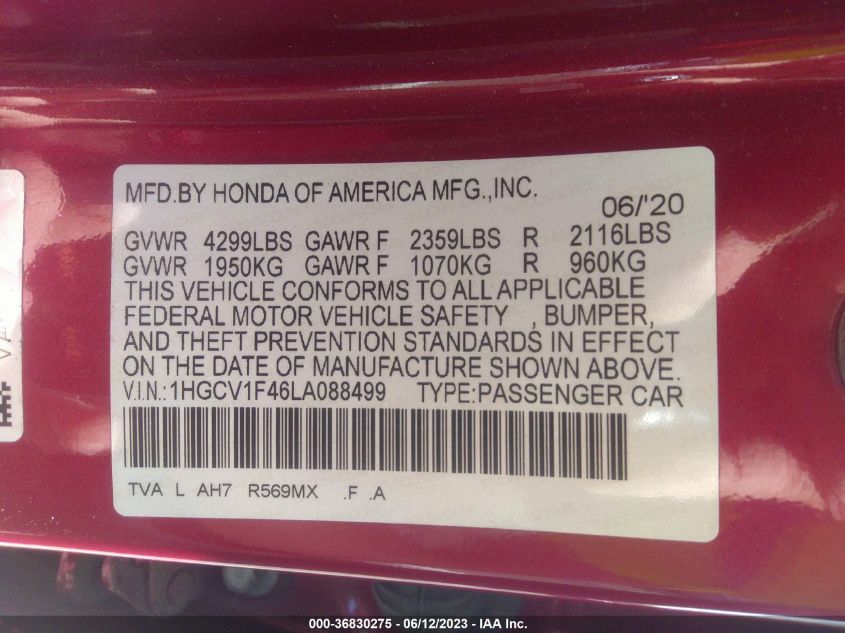 MFD.BY HONDA OF AMERICA MFG.,INC.
06/'20
GVWR 4299LBS GAWR F 2359LBS R 2116LBS
GVWR 1950KG GAWR F 1070KG R 960KG
THIS VEHICLE CONFORMS TO ALL APPLICABLE
FEDERAL MOTOR VEHICLE SAFETY , BUMPER,
AND THEFT PREVENTION STANDARDS IN EFFECT
ON THE DATE OF MANUFACTURE SHOWN ABOVE.
V.I.N.:1HGCV1F46LA088499 TYPE:PASSENGER CAR
TVA L AH7 R569MX .F .A
000-36830275 - 06/12/2023 - IAA Inc.